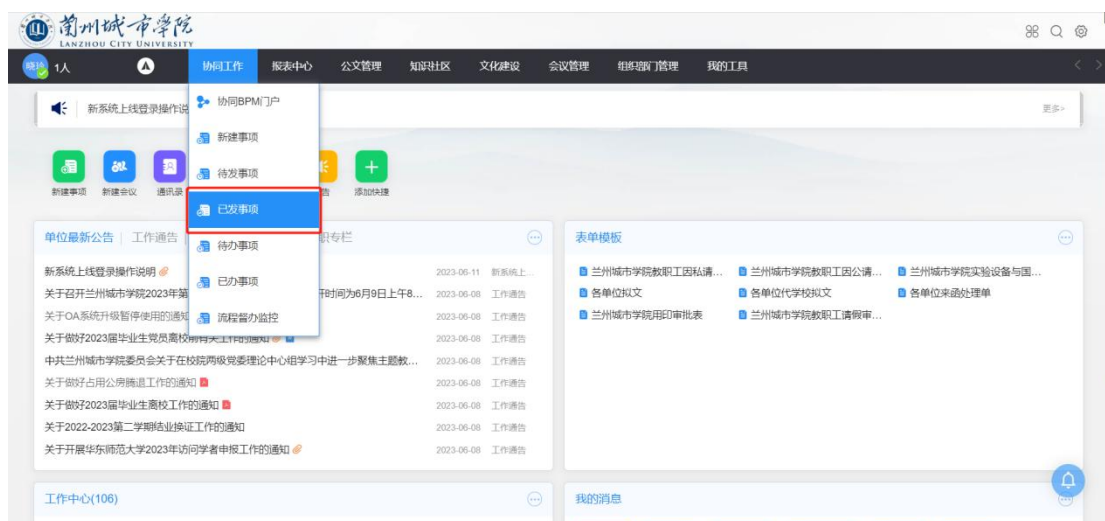 兰州城市学院
LANZHOU CITY UNIVERSITY
1人
协同工作 报表中心 公文管理 知识社区 文化建设 会议管理 组织部门管理 我的工具
新系统上线登录操作说
更多>
协同BPM门户
新建事项
待发事项
已发事项
待办事项
已办事项
流程督办监控
新建事项 新建会议 通讯录 告 添加快捷
单位最新公告 工作通告 职专栏
新系统上线登录操作说明 2023-06-11 新系统上...
关于召开兰州城市学院2023年第 开时间为6月9日上午8... 2023-06-08 工作通告
关于OA系统升级暂停使用的通知 2023-06-08 工作通告
关于做好2023届毕业生党员离校前有关工作的通知 2023-06-08 工作通告
中共兰州城市学院委员会关于在校院两级党委理论中心组学习中进一步聚焦主题教... 2023-06-08 工作通告
关于做好占用公房腾退工作的通知 2023-06-08 工作通告
关于做好2023届毕业生离校工作的通知 2023-06-08 工作通告
关于2022-2023第二学期结业换证工作的通知 2023-06-08 工作通告
关于开展华东师范大学2023年访问学者申报工作的通知 2023-06-08 工作通告
表单模板
兰州城市学院教职工因私请... 兰州城市学院教职工因公请... 兰州城市学院实验设备与国...
各单位拟文 各单位代学校拟文 各单位来函处理单
兰州城市学院用印审批表 兰州城市学院教职工请假审...
工作中心(106)
我的消息